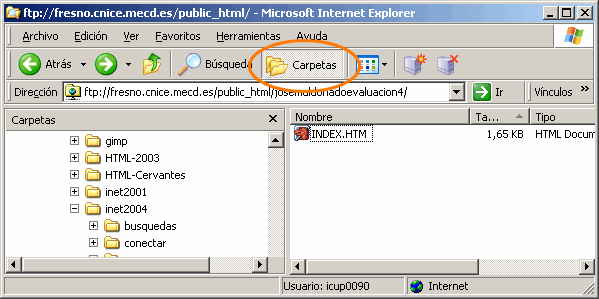 ftp://fresno.cnice.mecd.es/public_html/ - Microsoft Internet Explorer
Archivo Edición Ver Favoritos Herramientas Ayuda
Atrás Búsqueda Carpetas
Dirección ftp://fresno.cnice.mecd.es/public_html/josemaldonadoevaluacion4/ Ir Vínculos »
Carpetas
gimp
HTML-2003
HTML-Cervantes
inet2001
inet2004
busquedas
conectar
Nombre Ta... Tipo
INDEX.HTM 1,65 KB HTML Docum
Usuario: icup0090 Internet